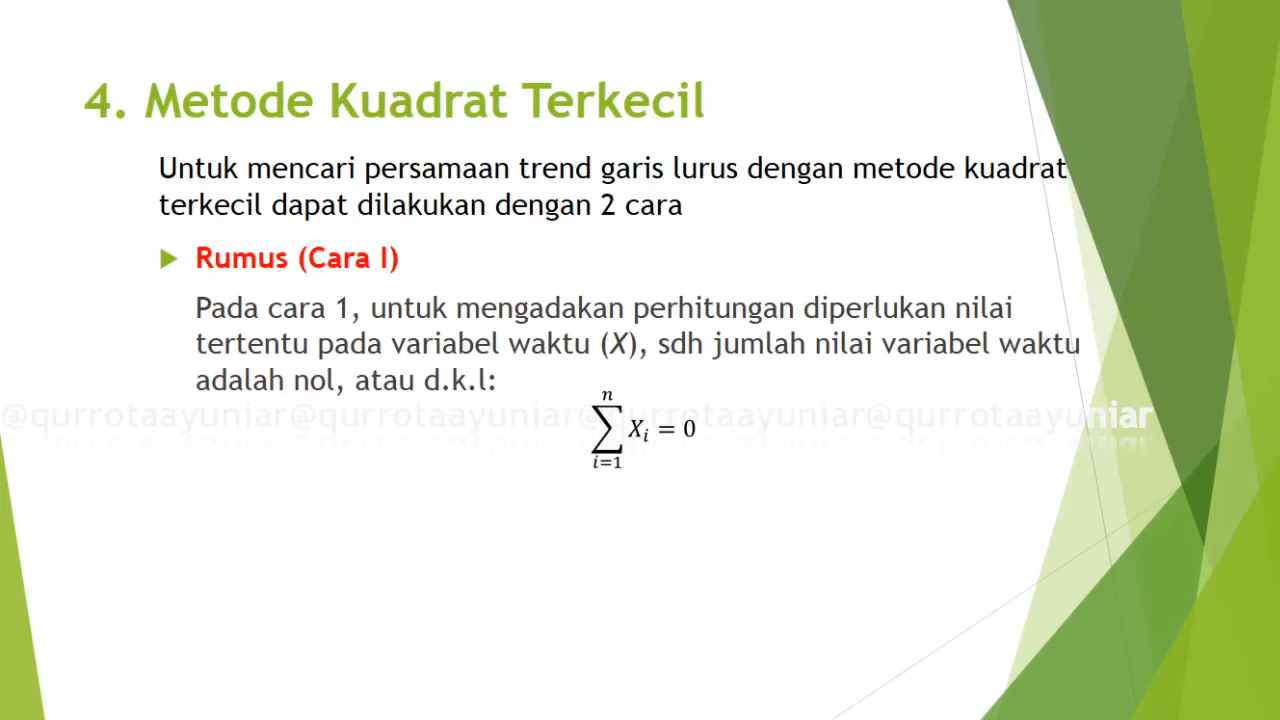 4. Metode Kuadrat Terkecil
Untuk mencari persamaan trend garis lurus dengan metode kuadrat
terkecil dapat dilakukan dengan 2 cara
Rumus (Cara I)
Pada cara 1, untuk mengadakan perhitungan diperlukan nilai
tertentu pada variabel waktu (X), sdh jumlah nilai variabel waktu
adalah nol, atau d.k.l:
@qurrotaayuniar@qurrotaayuniar@qurrotaayuniar@qurrotaayuniar
n
∑ Xi = 0
i=1